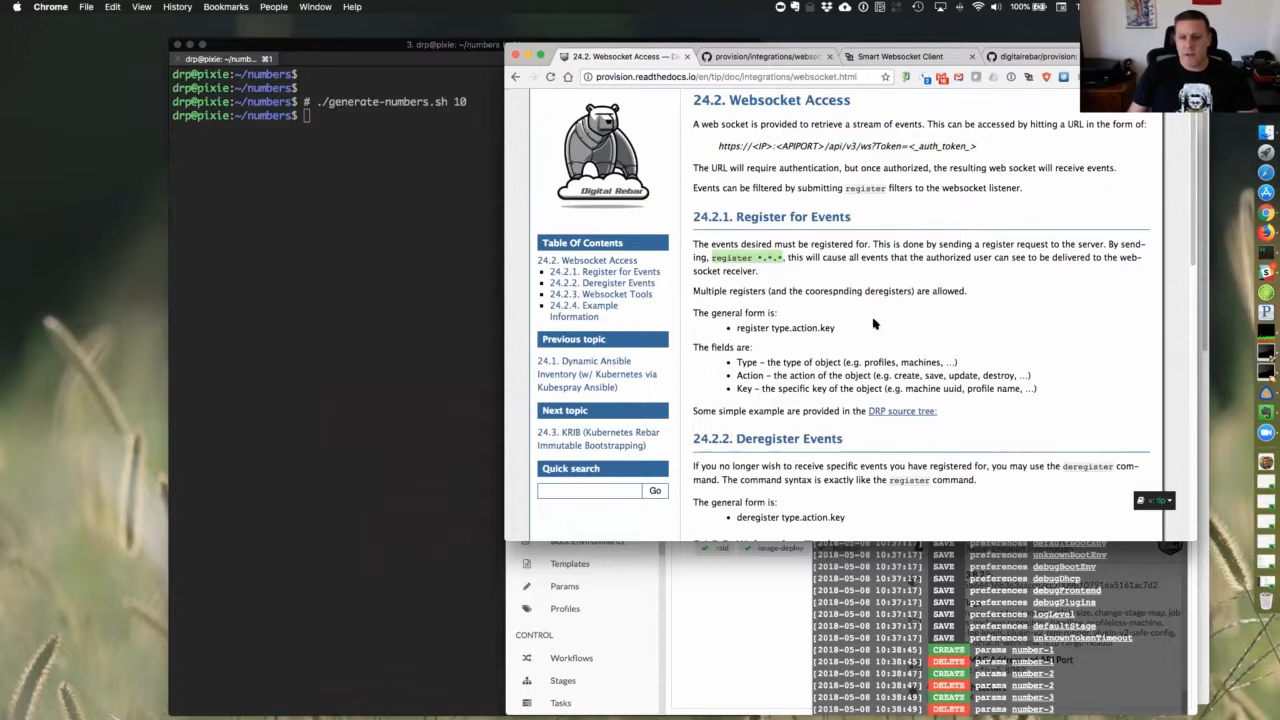 Chrome File Edit View History Bookmarks People Window Help
100%
3. drp@pixie: ~/numbers
drp@pixie: ~/numb... ⌘1
drp@pixie:~/numbers$
drp@pixie:~/numbers$
drp@pixie:~/numbers$ # ./generate-numbers.sh 10
drp@pixie:~/numbers$
24.2. Websocket Access — D
provision/integrations/websoc
Smart Websocket Client
digitalrebar/provision:
provision.readthedocs.io/en/tip/doc/integrations/websocket.html
Digital Rebar
Table Of Contents
24.2. Websocket Access
24.2.1. Register for Events
24.2.2. Deregister Events
24.2.3. Websocket Tools
24.2.4. Example
Information
Previous topic
24.1. Dynamic Ansible
Inventory (w/ Kubernetes via
Kubespray Ansible)
Next topic
24.3. KRIB (Kubernetes Rebar
Immutable Bootstrapping)
Quick search
Go
24.2. Websocket Access
A web socket is provided to retrieve a stream of events. This can be accessed by hitting a URL in the form of:
https://<IP>:<APIPORT>/api/v3/ws?Token=<_auth_token_>
The URL will require authentication, but once authorized, the resulting web socket will receive events.
Events can be filtered by submitting register filters to the websocket listener.
24.2.1. Register for Events
The events desired must be registered for. This is done by sending a register request to the server. By send-
ing, register *.*.*, this will cause all events that the authorized user can see to be delivered to the web-
socket receiver.
Multiple registers (and the cooresponding deregisters) are allowed.
The general form is:
• register type.action.key
The fields are:
• Type – the type of object (e.g. profiles, machines, ...)
• Action – the action of the object (e.g. create, save, update, destroy, ...)
• Key – the specific key of the object (e.g. machine uuid, profile name, ...)
Some simple example are provided in the DRP source tree:
24.2.2. Deregister Events
If you no longer wish to receive specific events you have registered for, you may use the deregister com-
mand. The command syntax is exactly like the register command.
The general form is:
• deregister type.action.key
v: tip
Boot Environments
Templates
Params
Profiles
CONTROL
Workflows
Stages
Tasks
raid image-deploy
[2018-05-08 10:37:17] SAVE preferences defaultBootEnv
[2018-05-08 10:37:17] SAVE preferences unknownBootEnv
[2018-05-08 10:37:17] SAVE preferences debugBootEnv
[2018-05-08 10:37:17] SAVE preferences debugDhcp
[2018-05-08 10:37:17] SAVE preferences debugFrontend
[2018-05-08 10:37:17] SAVE preferences debugPlugins
[2018-05-08 10:37:17] SAVE preferences logLevel
[2018-05-08 10:37:17] SAVE preferences defaultStage
[2018-05-08 10:37:17] SAVE preferences unknownTokenTimeout
[2018-05-08 10:38:45] CREATE params number-1
[2018-05-08 10:38:45] DELETE params number-1
[2018-05-08 10:38:47] CREATE params number-2
[2018-05-08 10:38:47] DELETE params number-2
[2018-05-08 10:38:49] CREATE params number-3
[2018-05-08 10:38:49] DELETE params number-3